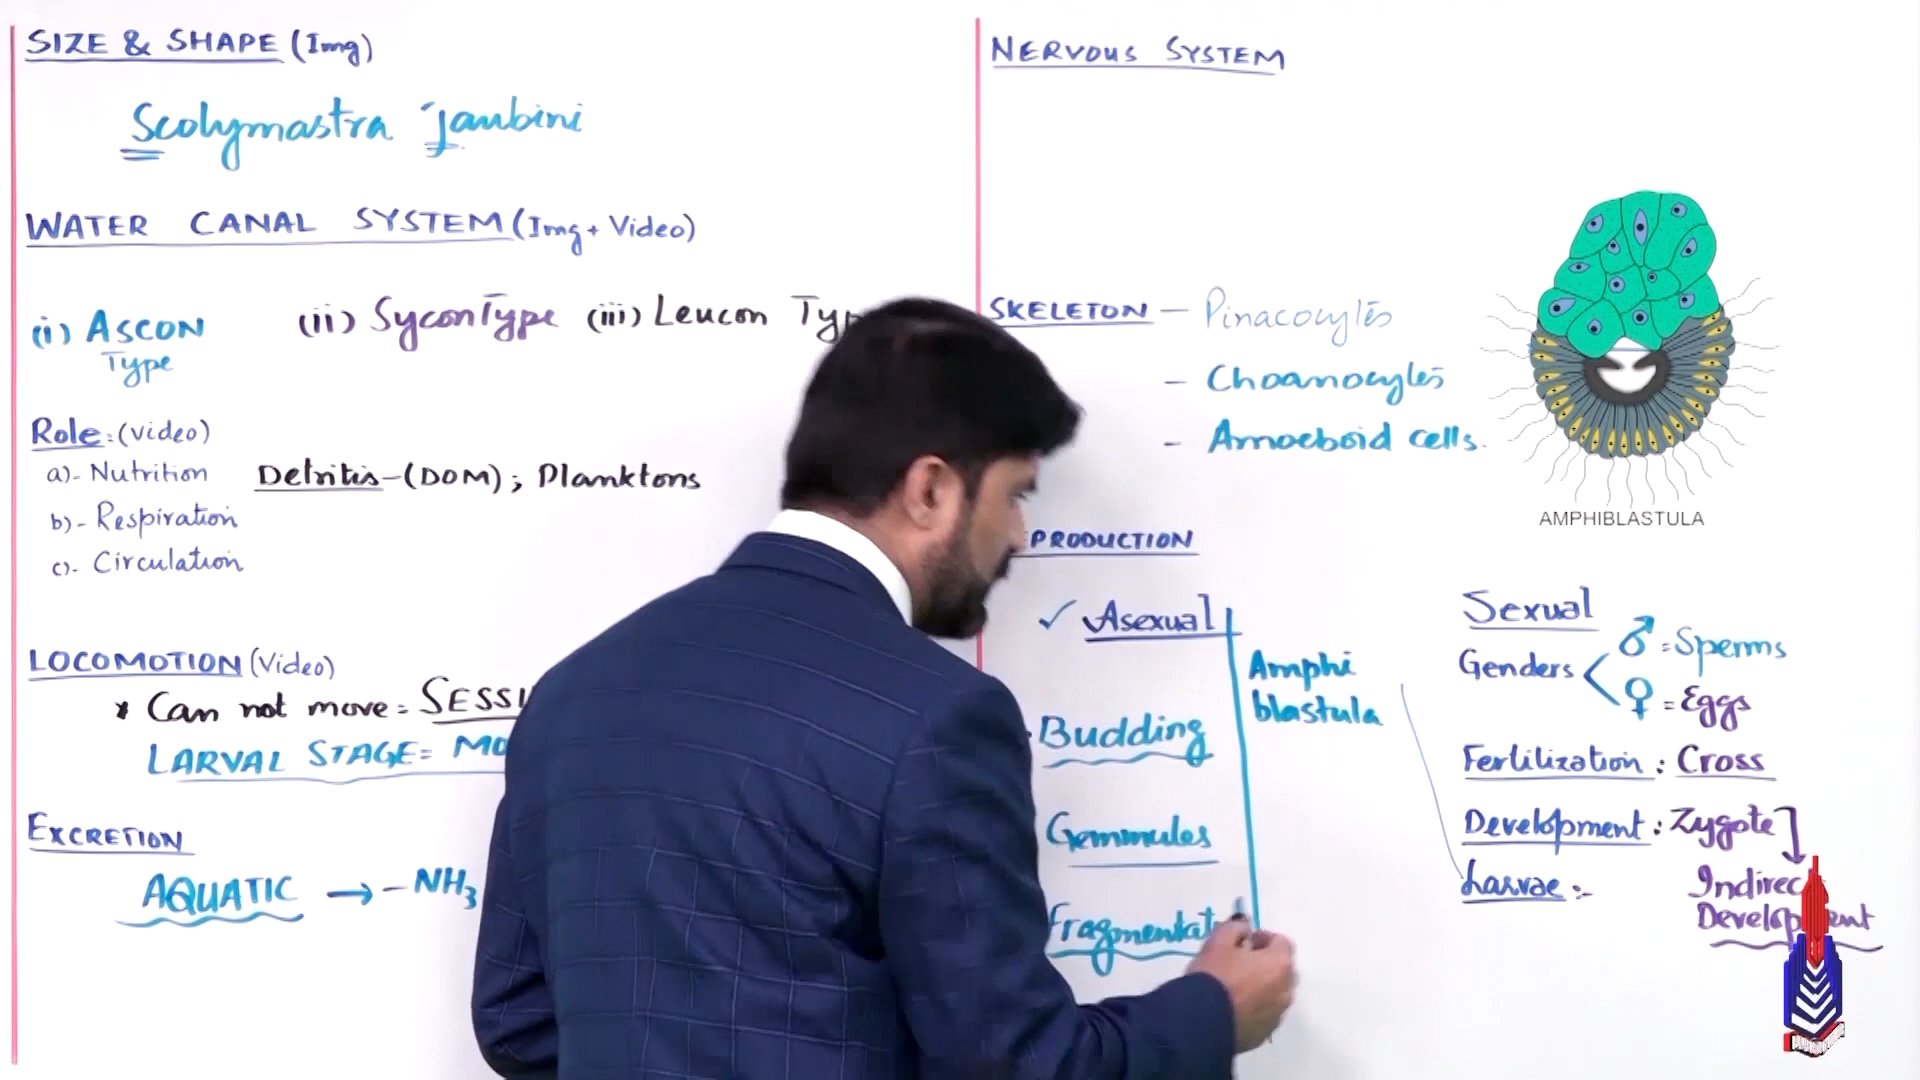 SIZE & SHAPE (Img)
Scolymastra jaubini
WATER CANAL SYSTEM (Img + Video)
(i) ASCON Type
(ii) Sycon Type (iii) Leucon Typ
Role: (Video)
a)- Nutrition
Detritis - (DOM) ; Planktons
b)- Respiration
c)- Circulation
LOCOMOTION (Video)
* Can not move = SESSI
LARVAL STAGE = MO
EXCRETION
AQUATIC → - NH3
NERVOUS SYSTEM
SKELETON - Pinacocytes
- Choanocytes
- Amoeboid cells.
AMPHIBLASTULA
PRODUCTION
✓ Asexual
Budding
Gemmules
Fragmentat
Amphi
blastula
Sexual
Genders < ♂ = Sperms
♀ = Eggs
Fertilization : Cross
Development : Zygote
Larvae :-
Indirec
Development